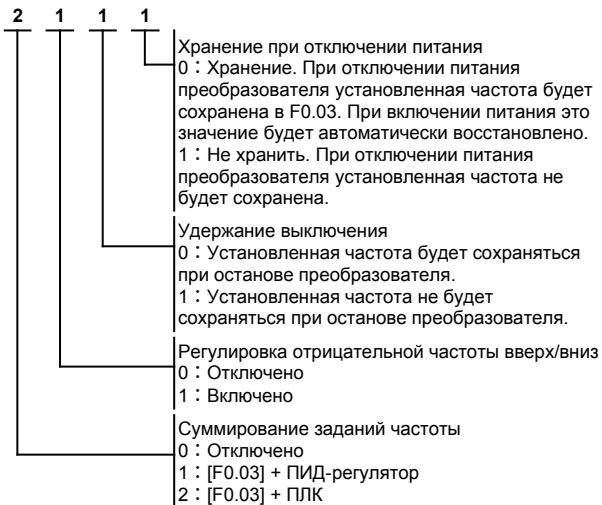 2 1 1 1
Хранение при отключении питания
0：Хранение. При отключении питания
преобразователя установленная частота будет
сохранена в F0.03. При включении питания это
значение будет автоматически восстановлено.
1：Не хранить. При отключении питания
преобразователя установленная частота не
будет сохранена.
Удержание выключения
0：Установленная частота будет сохраняться
при останове преобразователя.
1：Установленная частота не будет
сохраняться при останове преобразователя.
Регулировка отрицательной частоты вверх/вниз
0：Отключено
1：Включено
Суммирование заданий частоты
0：Отключено
1：[F0.03] + ПИД-регулятор
2：[F0.03] + ПЛК